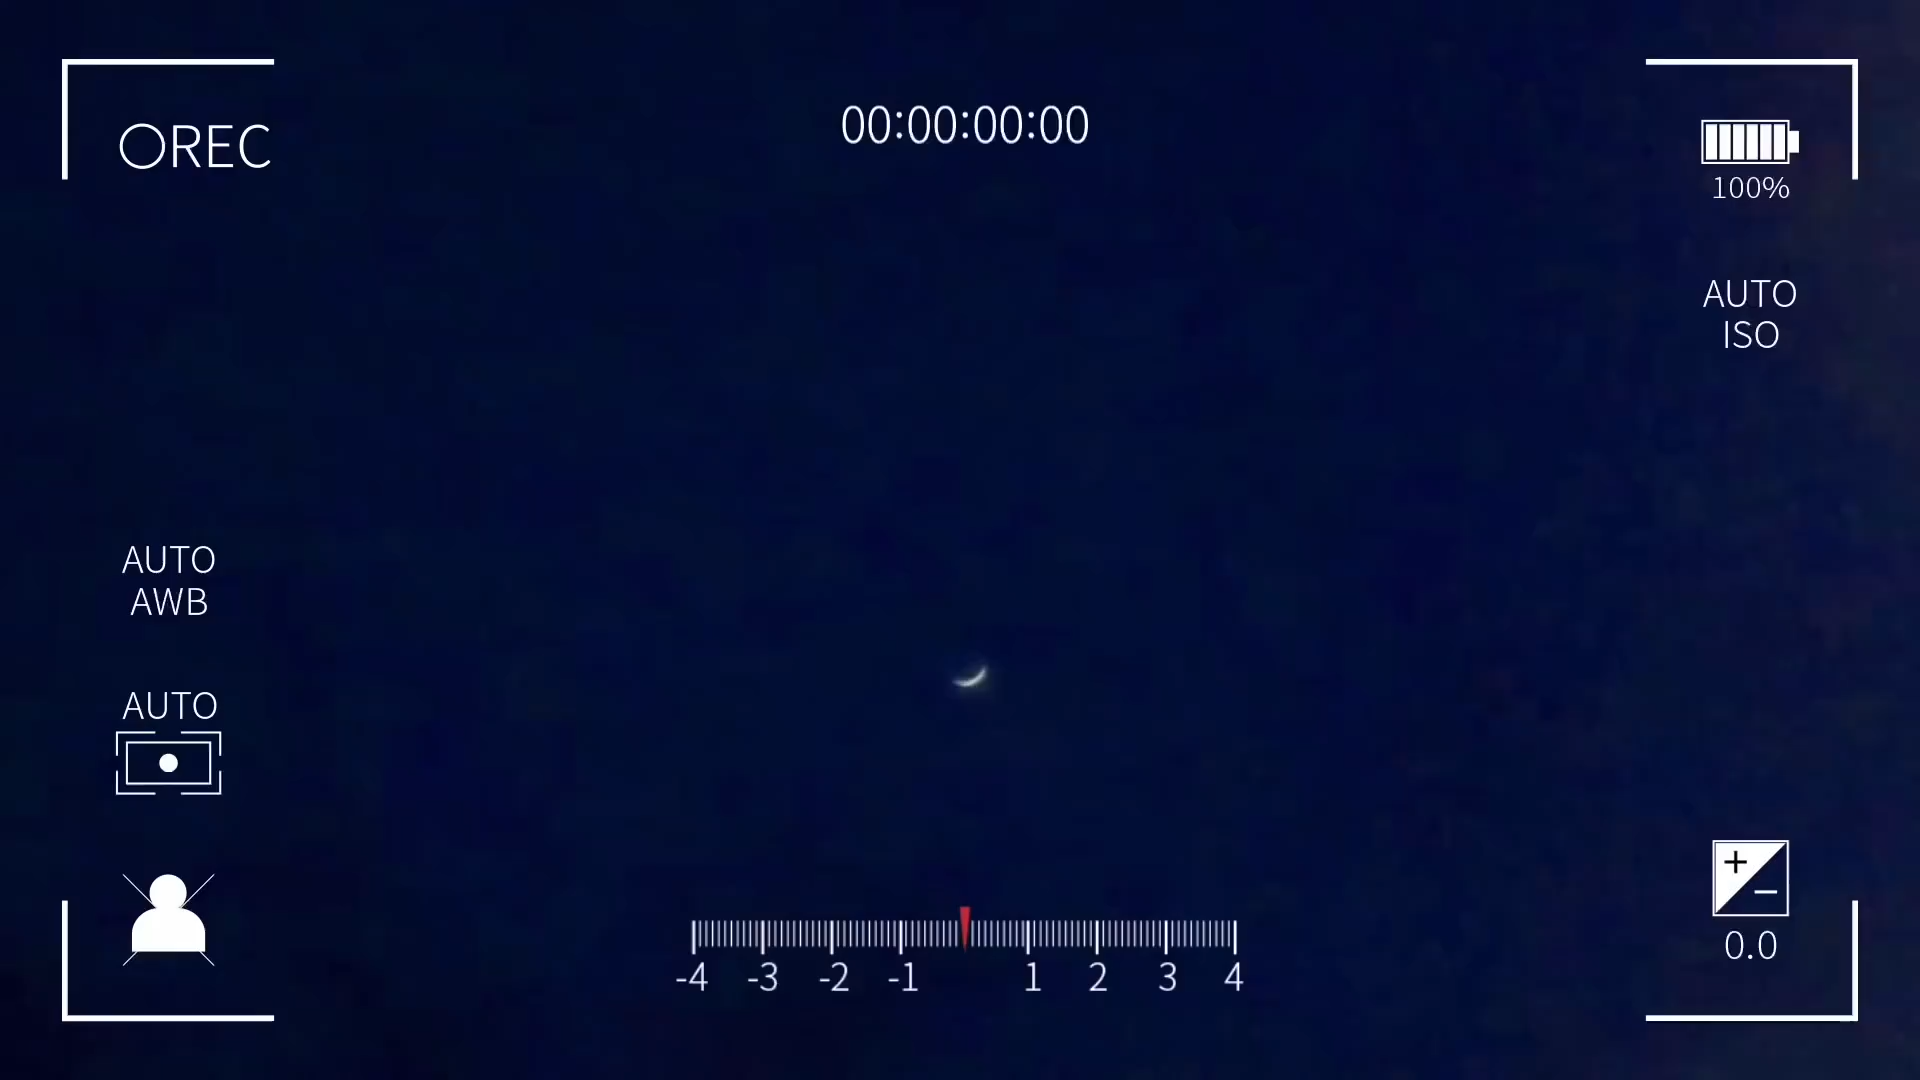 OREC
00:00:00:00
100%
AUTO
ISO
AUTO
AWB
AUTO
+
−
0.0
-4 -3 -2 -1 1 2 3 4